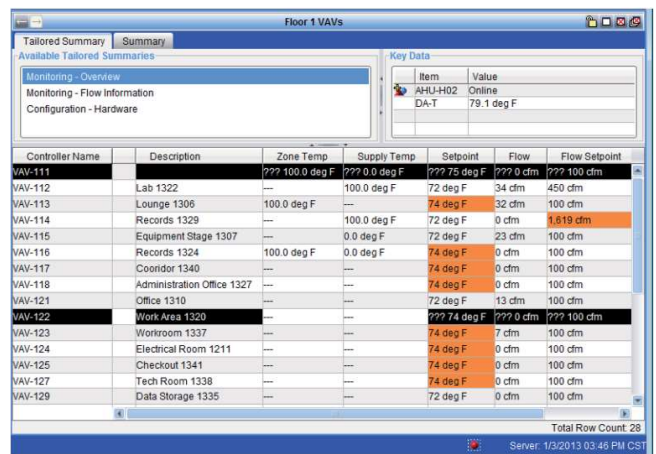 Floor 1 VAVs
Tailored Summary Summary
Available Tailored Summaries
Monitoring - Overview
Monitoring - Flow Information
Configuration - Hardware
Key Data
Item Value
AHU-H02 Online
DA-T 79.1 deg F
Controller Name Description Zone Temp Supply Temp Setpoint Flow Flow Setpoint
VAV-111 ??? 100.0 deg F ??? 0.0 deg F ??? 75 deg F ??? 0 cfm ??? 100 cfm
VAV-112 Lab 1322 --- 100.0 deg F 72 deg F 34 cfm 450 cfm
VAV-113 Lounge 1306 100.0 deg F --- 74 deg F 32 cfm 100 cfm
VAV-114 Records 1329 --- 100.0 deg F 72 deg F 0 cfm 1,619 cfm
VAV-115 Equipment Stage 1307 --- 0.0 deg F 72 deg F 23 cfm 100 cfm
VAV-116 Records 1324 100.0 deg F 0.0 deg F 74 deg F 0 cfm 100 cfm
VAV-117 Cooridor 1340 --- --- 74 deg F 0 cfm 100 cfm
VAV-118 Administration Office 1327 --- --- 74 deg F 0 cfm 100 cfm
VAV-121 Office 1310 --- --- 72 deg F 13 cfm 100 cfm
VAV-122 Work Area 1320 ??? 74 deg F ??? 0 cfm ??? 100 cfm
VAV-123 Workroom 1337 --- --- 74 deg F 7 cfm 100 cfm
VAV-124 Electrical Room 1211 --- --- 74 deg F 0 cfm 100 cfm
VAV-125 Checkout 1341 --- --- 74 deg F 0 cfm 100 cfm
VAV-127 Tech Room 1338 --- --- 74 deg F 0 cfm 100 cfm
VAV-129 Data Storage 1335 --- --- 72 deg F 0 cfm 100 cfm
Total Row Count: 28
Server: 1/3/2013 03:46 PM CST